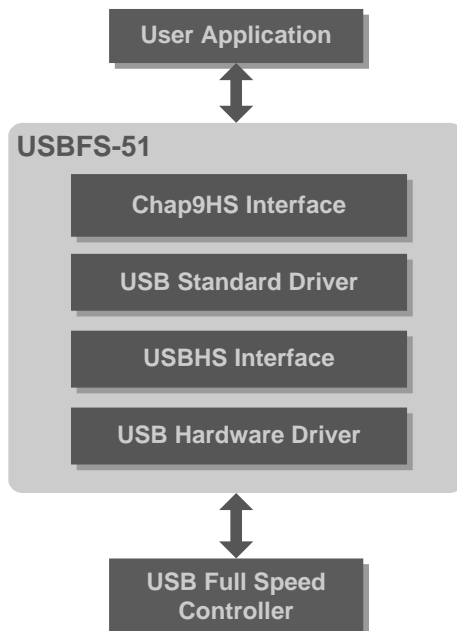 User Application
USBFS-51
Chap9HS Interface
USB Standard Driver
USBHS Interface
USB Hardware Driver
USB Full Speed
Controller